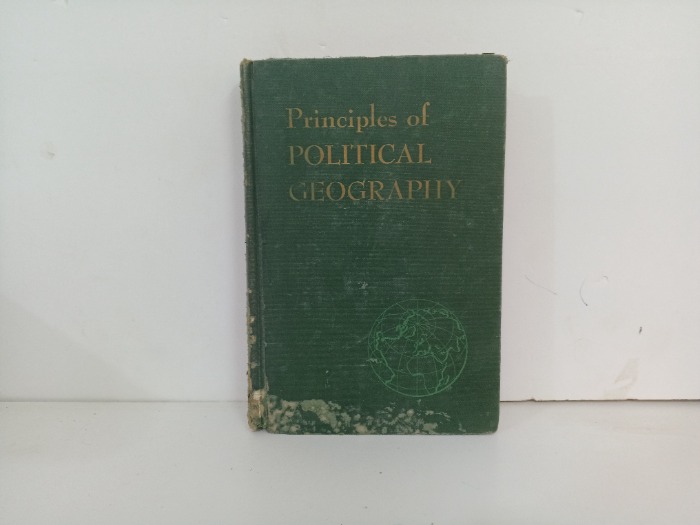 Principles of
POLITICAL
GEOGRAPHY